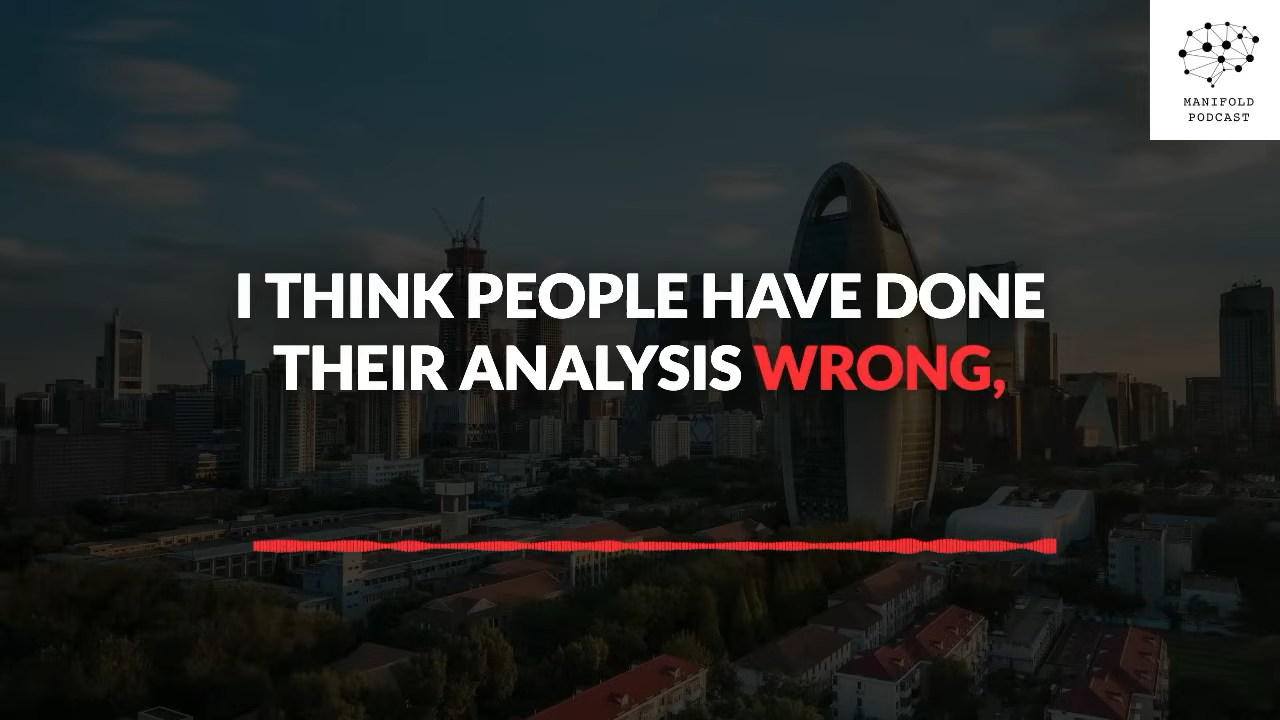 MANIFOLD
PODCAST
I THINK PEOPLE HAVE DONE
THEIR ANALYSIS WRONG,